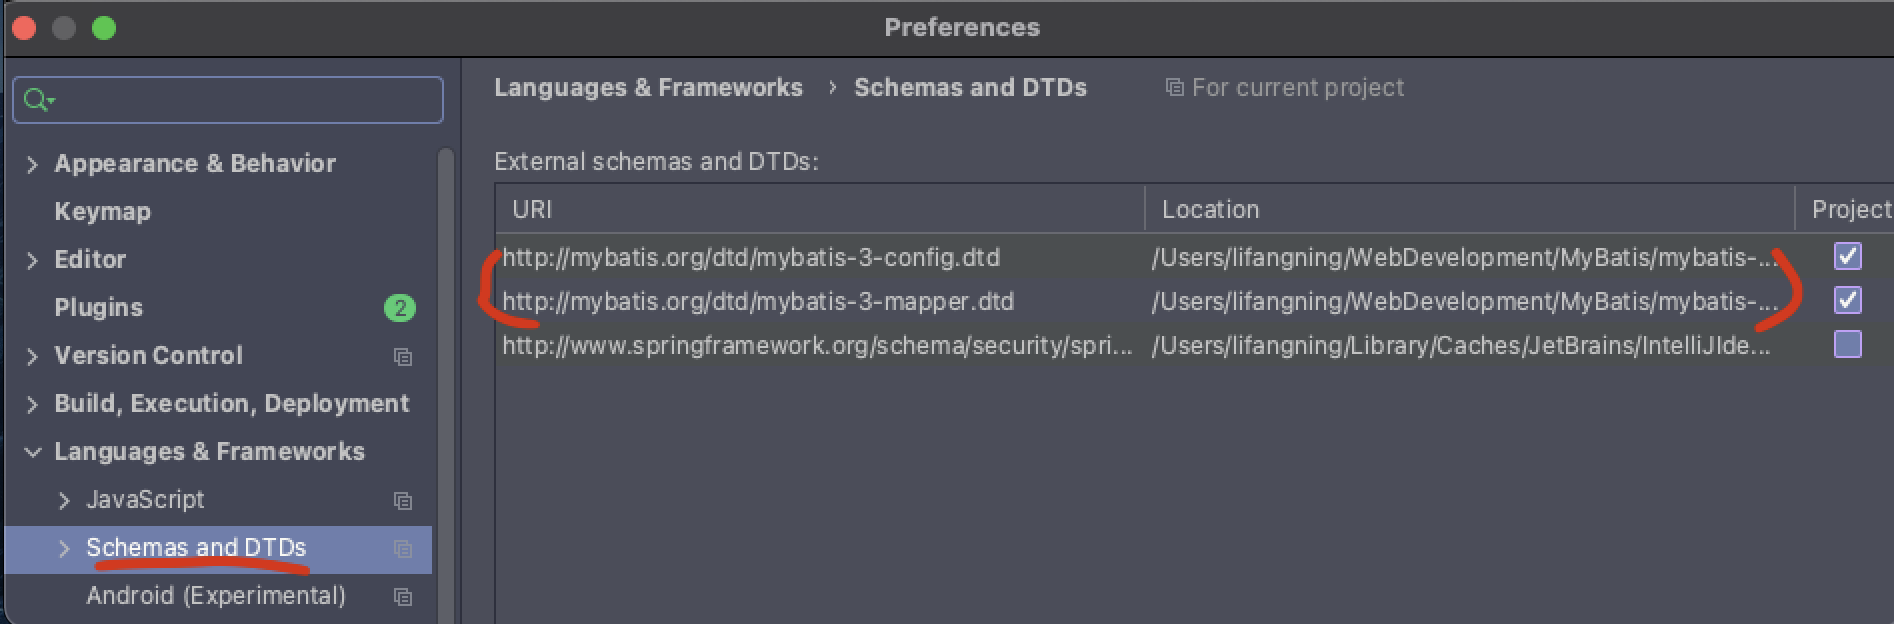 Preferences
Languages & Frameworks › Schemas and DTDs For current project
Appearance & Behavior
Keymap
Editor
Plugins 2
Version Control
Build, Execution, Deployment
Languages & Frameworks
JavaScript
Schemas and DTDs
Android (Experimental)
External schemas and DTDs:
URI Location Project
http://mybatis.org/dtd/mybatis-3-config.dtd /Users/lifangning/WebDevelopment/MyBatis/mybatis-...
http://mybatis.org/dtd/mybatis-3-mapper.dtd /Users/lifangning/WebDevelopment/MyBatis/mybatis-...
http://www.springframework.org/schema/security/spri... /Users/lifangning/Library/Caches/JetBrains/IntelliJIde...